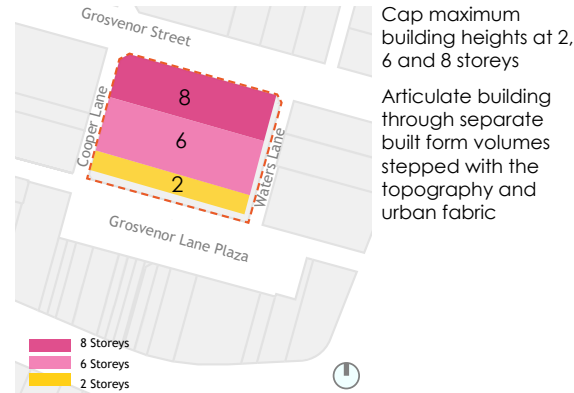 Grosvenor Street
Cooper Lane
8
6
2
Waters Lane
Grosvenor Lane Plaza
8 Storeys
6 Storeys
2 Storeys
Cap maximum
building heights at 2,
6 and 8 storeys
Articulate building
through separate
built form volumes
stepped with the
topography and
urban fabric